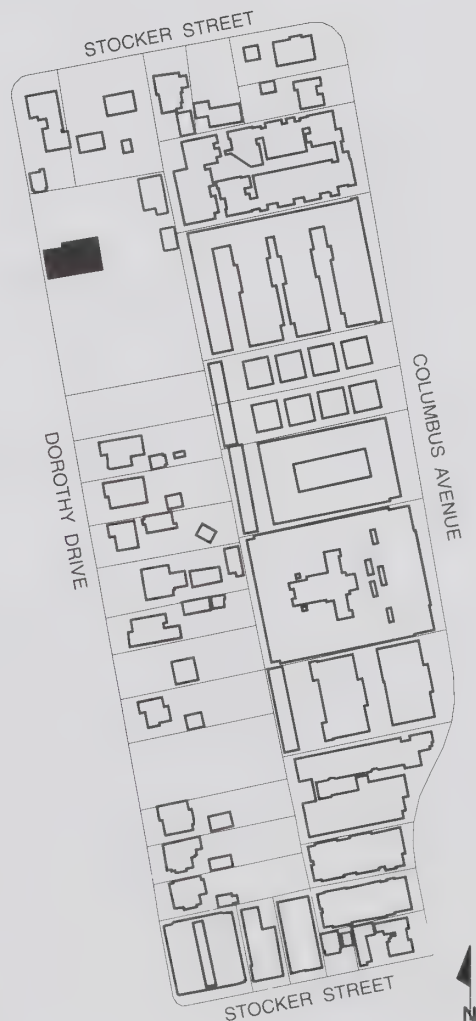 STOCKER STREET
COLUMBUS AVENUE
DOROTHY DRIVE
STOCKER STREET
N